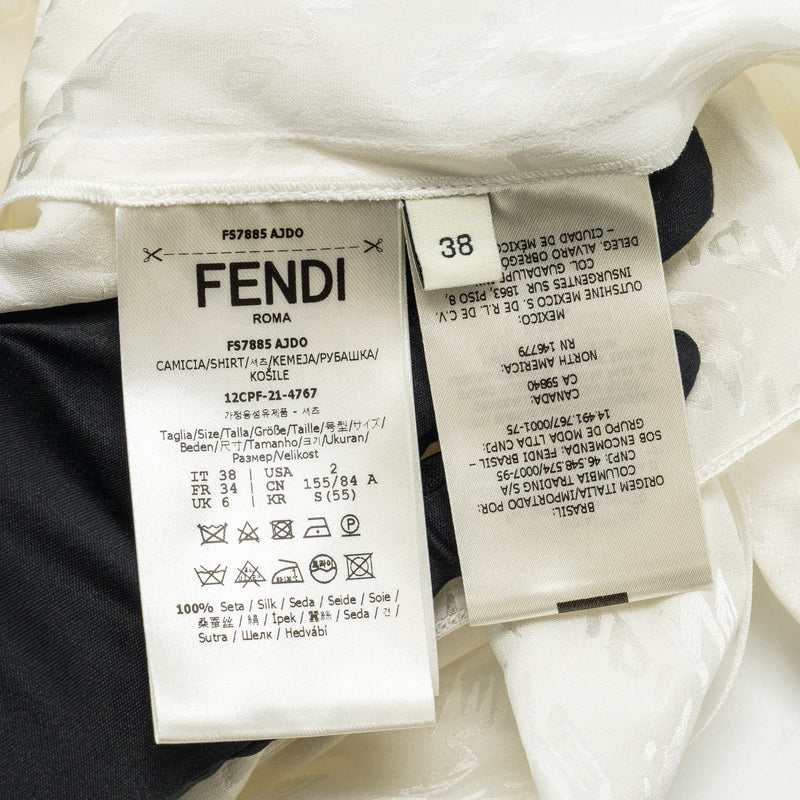 FS7885 AJDO
FENDI
ROMA
FS7885 AJDO
CAMICIA/SHIRT/셔츠/KEMEJA/РУБАШКА/
KOŠILE
12CPF-21-4767
가정용섬유제품 - 셔츠
Taglia/Size/Talla/Größe/Taille/号型/サイズ/
Beden/尺寸/Tamanho/크기/Ukuran/
Размер/Velikost
IT 38 | USA 2
FR 34 | CN 155/84 A
UK 6 | KR S(55)
드라이
100% Seta / Silk / Seda / Seide / Soie /
桑蚕丝 / 絹 / İpek / 蠶絲 / Seda / 견 /
Sutra / Шелк / Hedvábí
38
BRASIL:
ORIGEM ITALIA/IMPORTADO POR:
COLUMBIA TRADING S/A
CNPJ: 46.548.574/0007-95
SOB ENCOMENDA: FENDI BRASIL -
GRUPO DE MODA LTDA CNPJ:
14.491.767/0001-75
CANADA:
CA 59840
NORTH AMERICA:
RN 146779
MEXICO:
OUTSHINE MEXICO S. DE R.L. DE C.V.
INSURGENTES SUR 1863, PISO 8,
COL. GUADALUPE
DELEG. ALVARO OBREGÓ
- CIUDAD DE MÉXICO